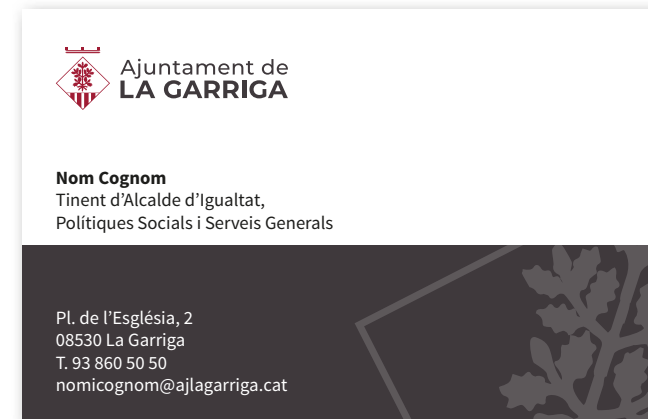 Ajuntament de
LA GARRIGA
Nom Cognom
Tinent d’Alcalde d’Igualtat,
Polítiques Socials i Serveis Generals
Pl. de l’Església, 2
08530 La Garriga
T. 93 860 50 50
nomicognom@ajlagarriga.cat